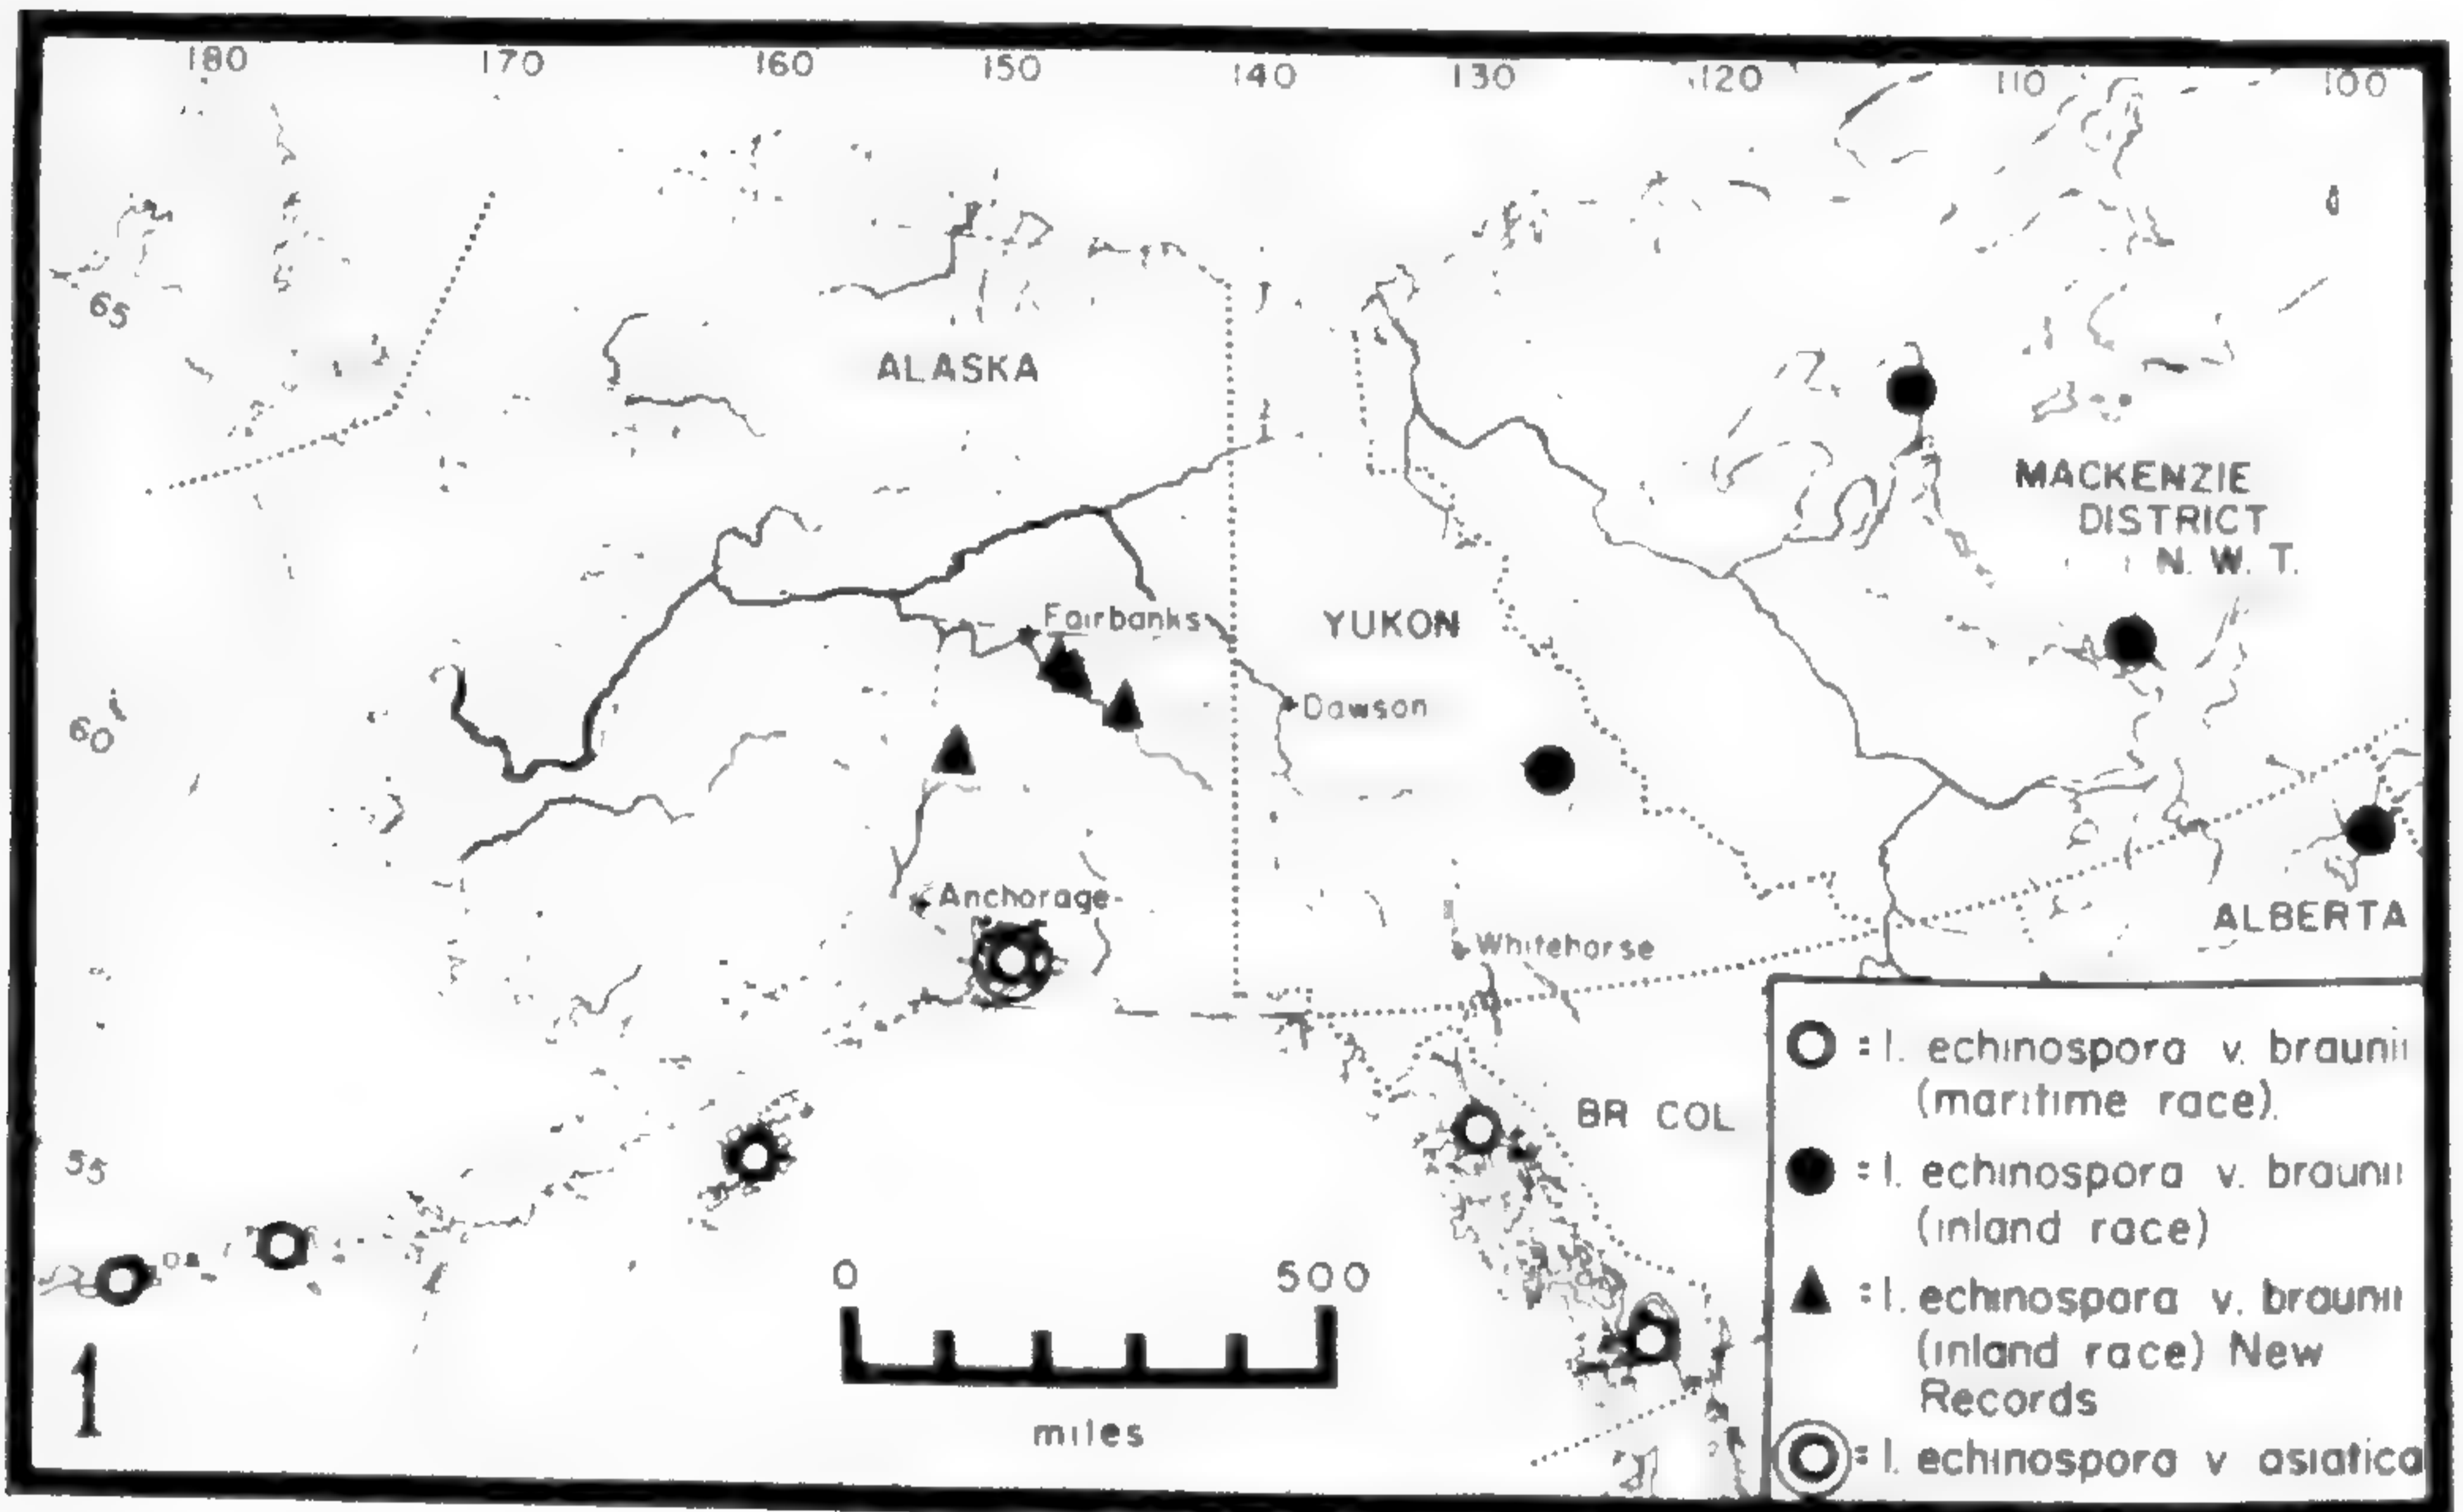 180 170 160 150 140 130 120 110 100
65
ALASKA
MACKENZIE
DISTRICT
N. W. T.
Fairbanks
YUKON
60
Dawson
Anchorage
ALBERTA
Whitehorse
= I. echinospora v. braunii
(maritime race).
BR COL
55
= I. echinospora v. braunii
(inland race)
0 500
= I. echinospora v. braunii
(inland race) New
Records
1
miles
= I. echinospora v asiatica